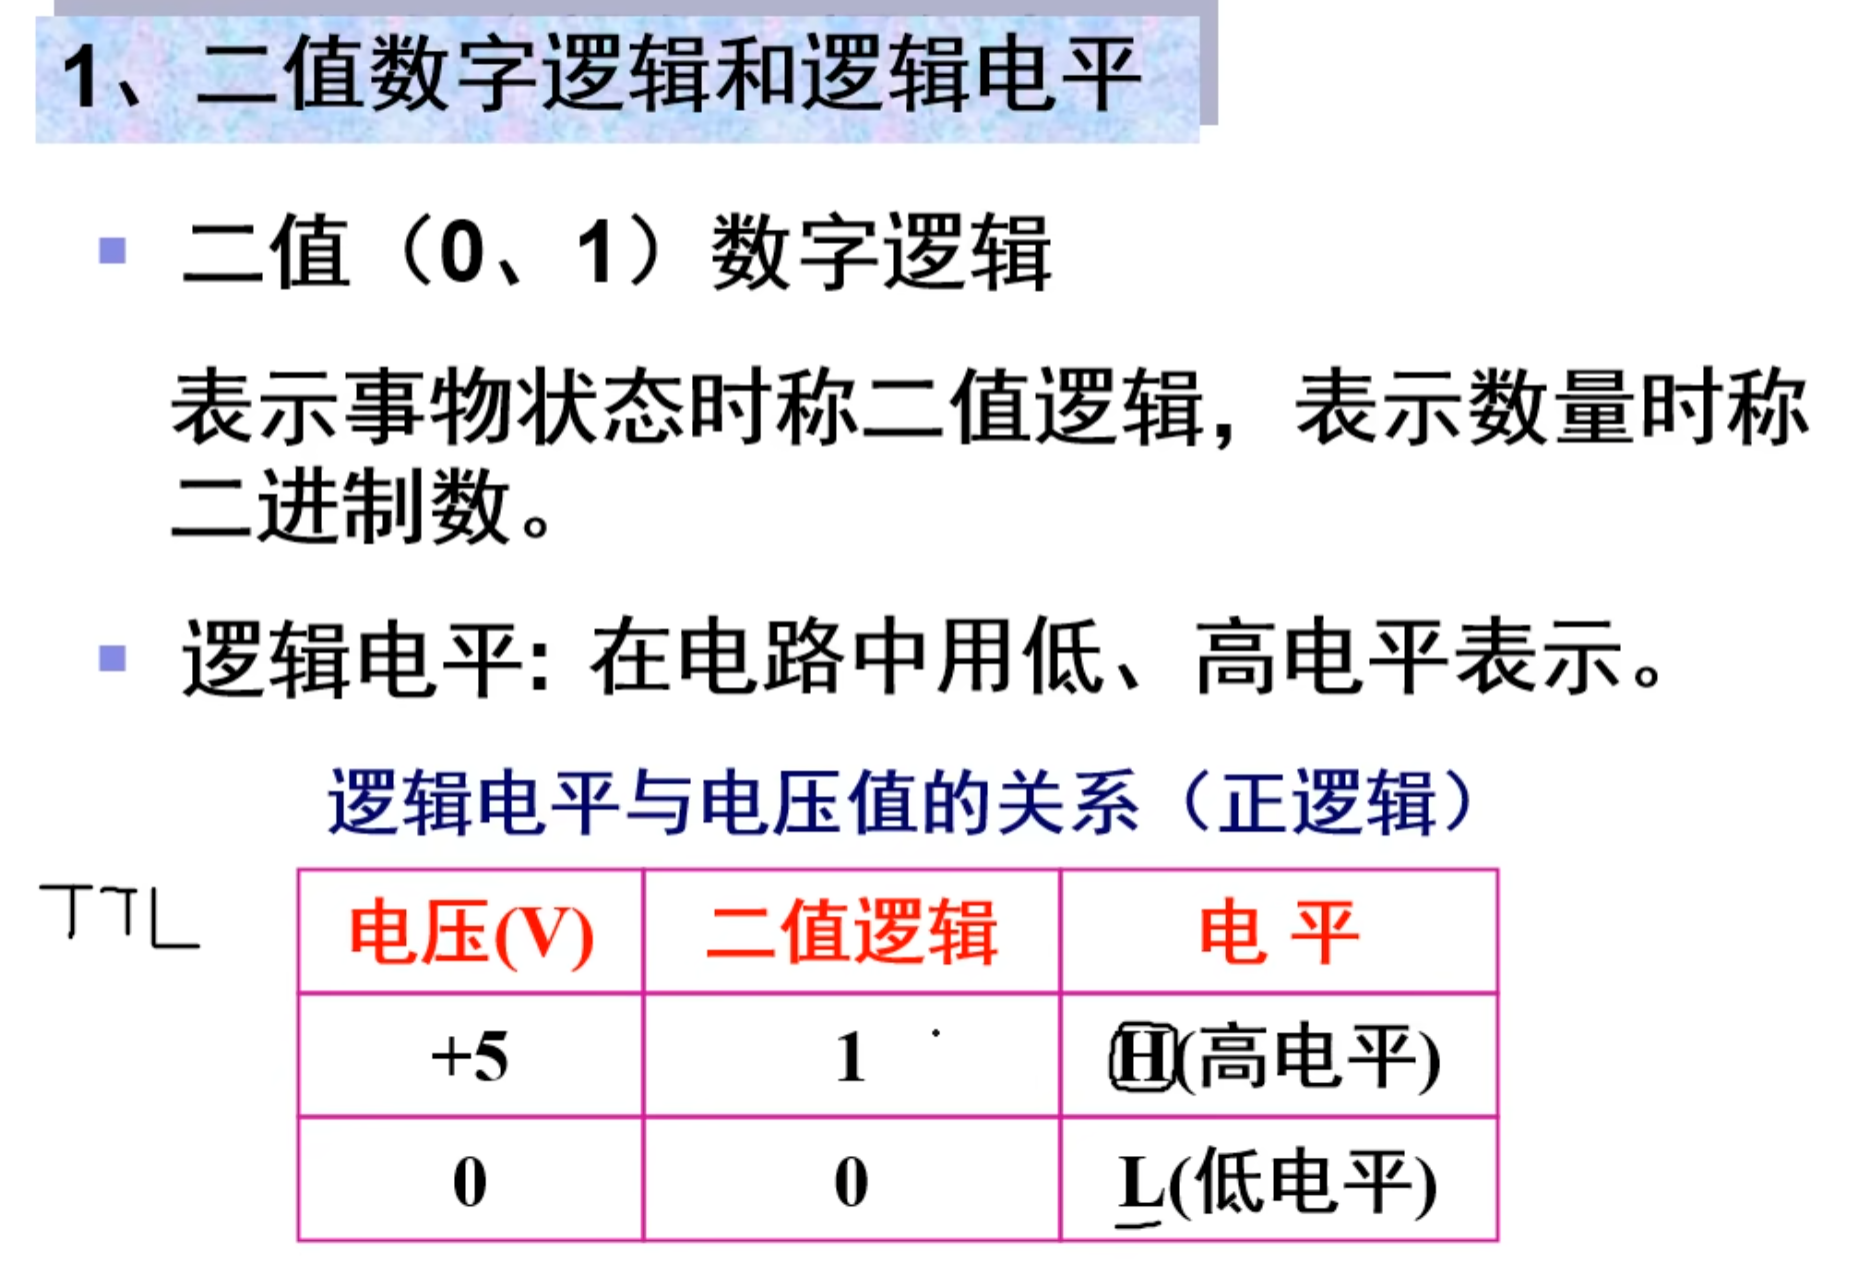 1、二值数字逻辑和逻辑电平
二值（0、1）数字逻辑
表示事物状态时称二值逻辑，表示数量时称
二进制数。
逻辑电平：在电路中用低、高电平表示。
逻辑电平与电压值的关系（正逻辑）
TTL
电压(V) 二值逻辑 电 平
+5 1 H(高电平)
0 0 L(低电平)